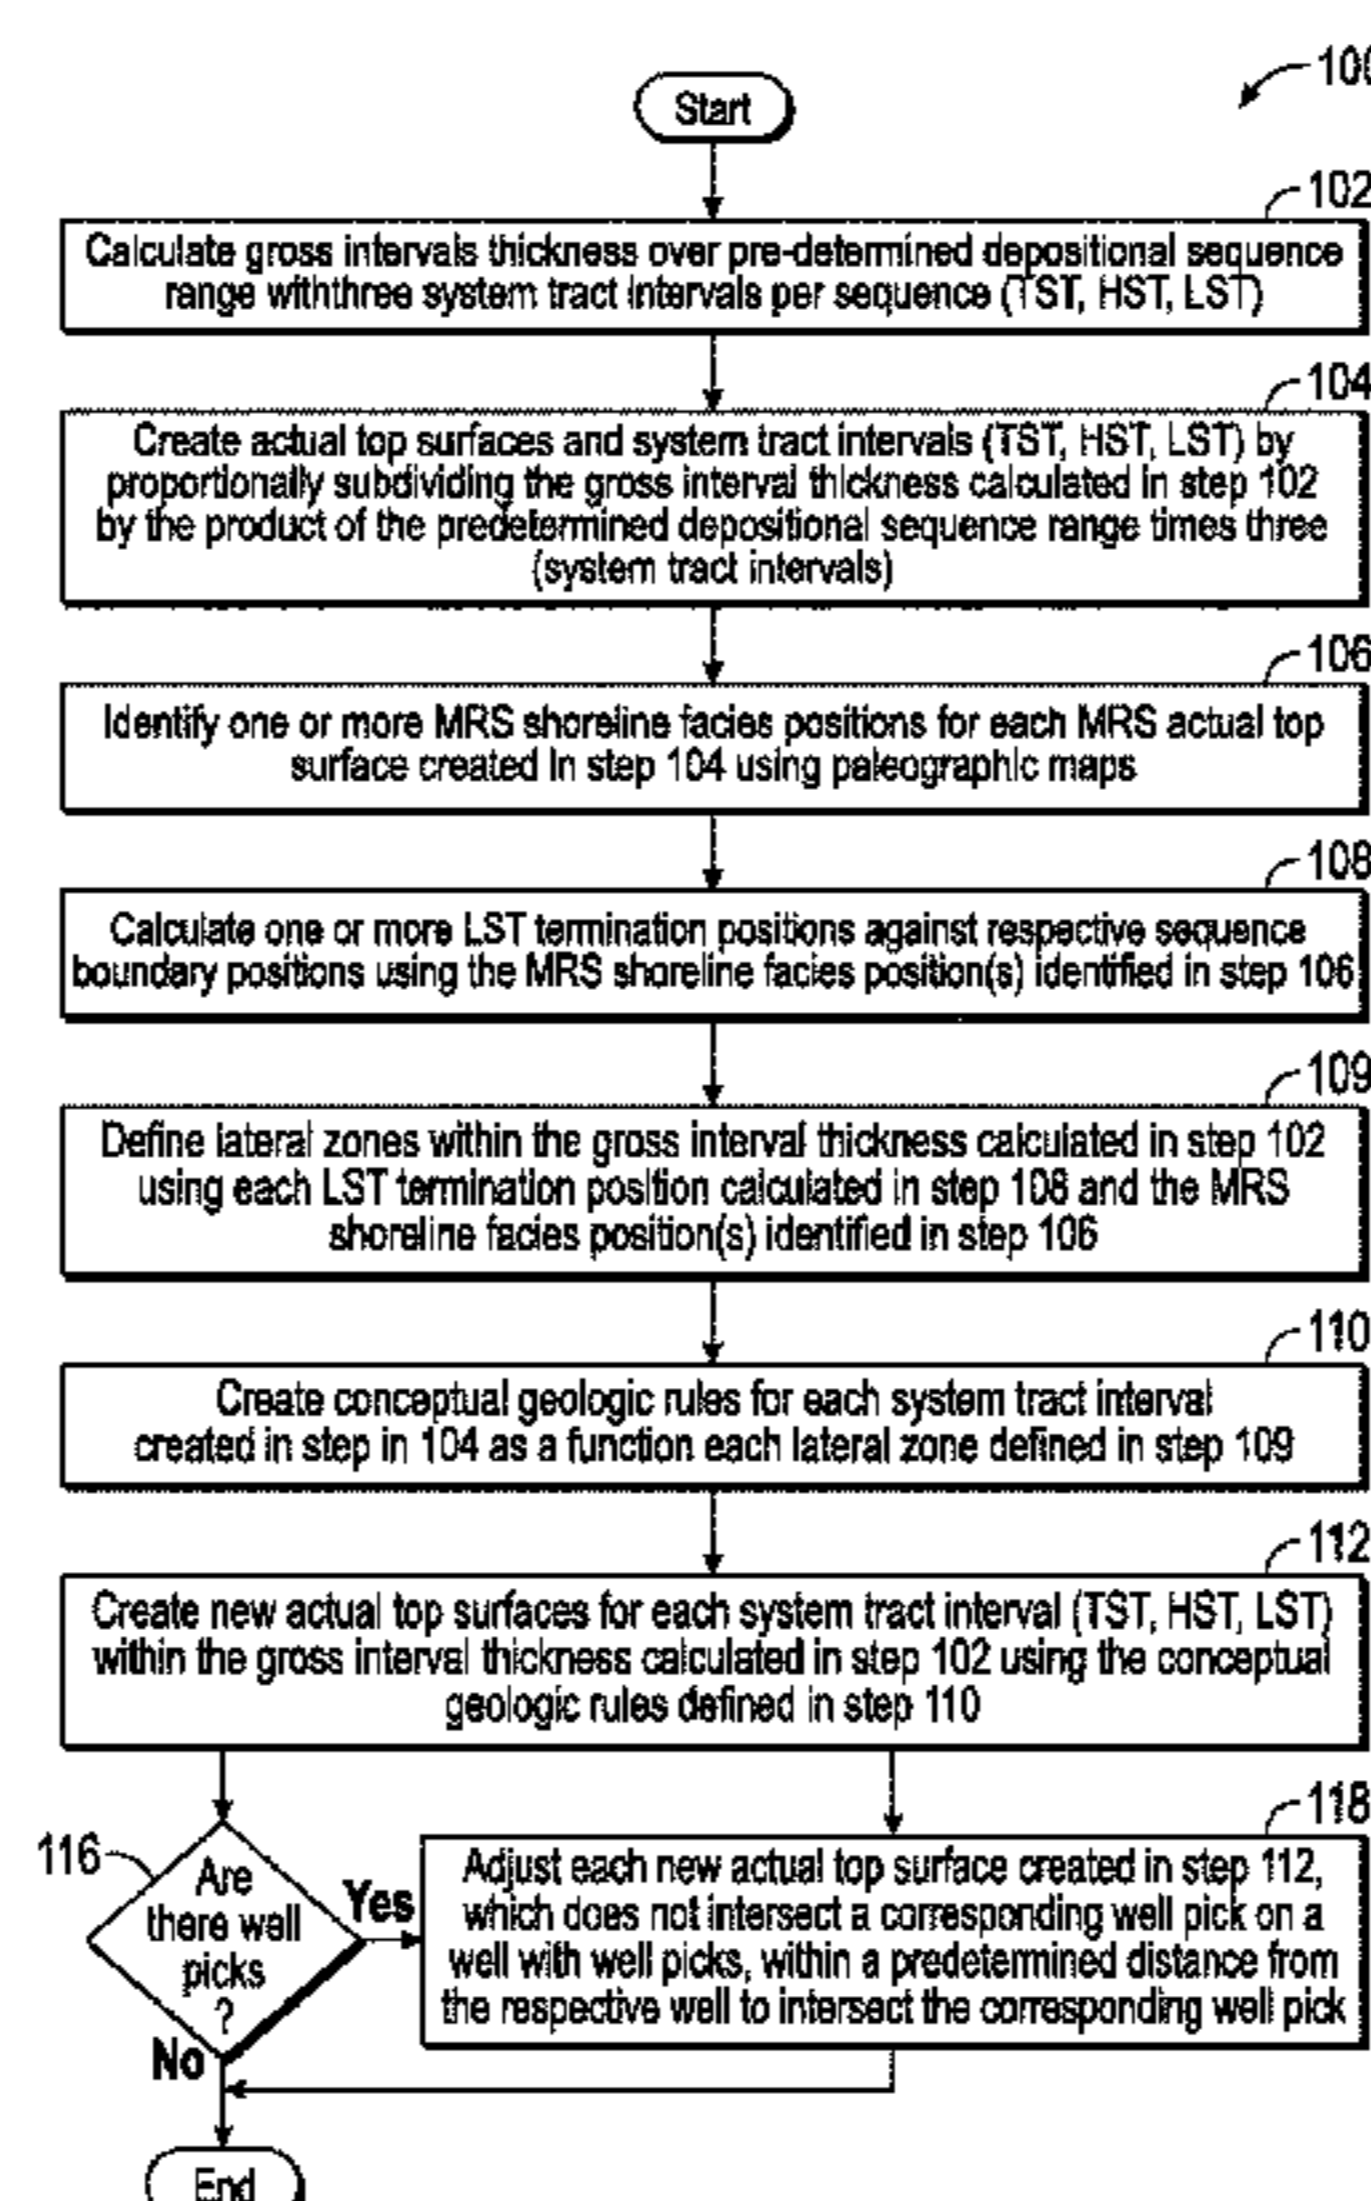 100
Start
102
Calculate gross intervals thickness over pre-determined depositional sequence
range withthree system tract intervals per sequence (TST, HST, LST)
104
Create actual top surfaces and system tract intervals (TST, HST, LST) by
proportionally subdividing the gross interval thickness calculated in step 102
by the product of the predetermined depositional sequence range times three
(system tract intervals)
106
Identify one or more MRS shoreline facies positions for each MRS actual top
surface created in step 104 using paleographic maps
108
Calculate one or more LST termination positions against respective sequence
boundary positions using the MRS shoreline facies position(s) identified in step 106
109
Define lateral zones within the gross interval thickness calculated in step 102
using each LST termination position calculated in step 108 and the MRS
shoreline facies position(s) identified in step 106
110
Create conceptual geologic rules for each system tract interval
created in step in 104 as a function each lateral zone defined in step 109
112
Create new actual top surfaces for each system tract interval (TST, HST, LST)
within the gross interval thickness calculated in step 102 using the conceptual
geologic rules defined in step 110
116
Are
there well
picks
?
Yes
No
118
Adjust each new actual top surface created in step 112,
which does not intersect a corresponding well pick on a
well with well picks, within a predetermined distance from
the respective well to intersect the corresponding well pick
End